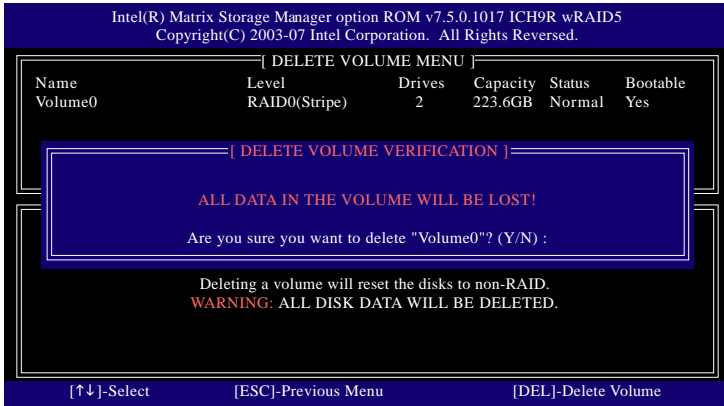 Intel(R) Matrix Storage Manager option ROM v7.5.0.1017 ICH9R wRAID5
Copyright(C) 2003-07 Intel Corporation. All Rights Reversed.
[ DELETE VOLUME MENU ]
Name Level Drives Capacity Status Bootable
Volume0 RAID0(Stripe) 2 223.6GB Normal Yes
[ DELETE VOLUME VERIFICATION ]
ALL DATA IN THE VOLUME WILL BE LOST!
Are you sure you want to delete "Volume0"? (Y/N) :
Deleting a volume will reset the disks to non-RAID.
WARNING: ALL DISK DATA WILL BE DELETED.
[↑↓]-Select [ESC]-Previous Menu [DEL]-Delete Volume